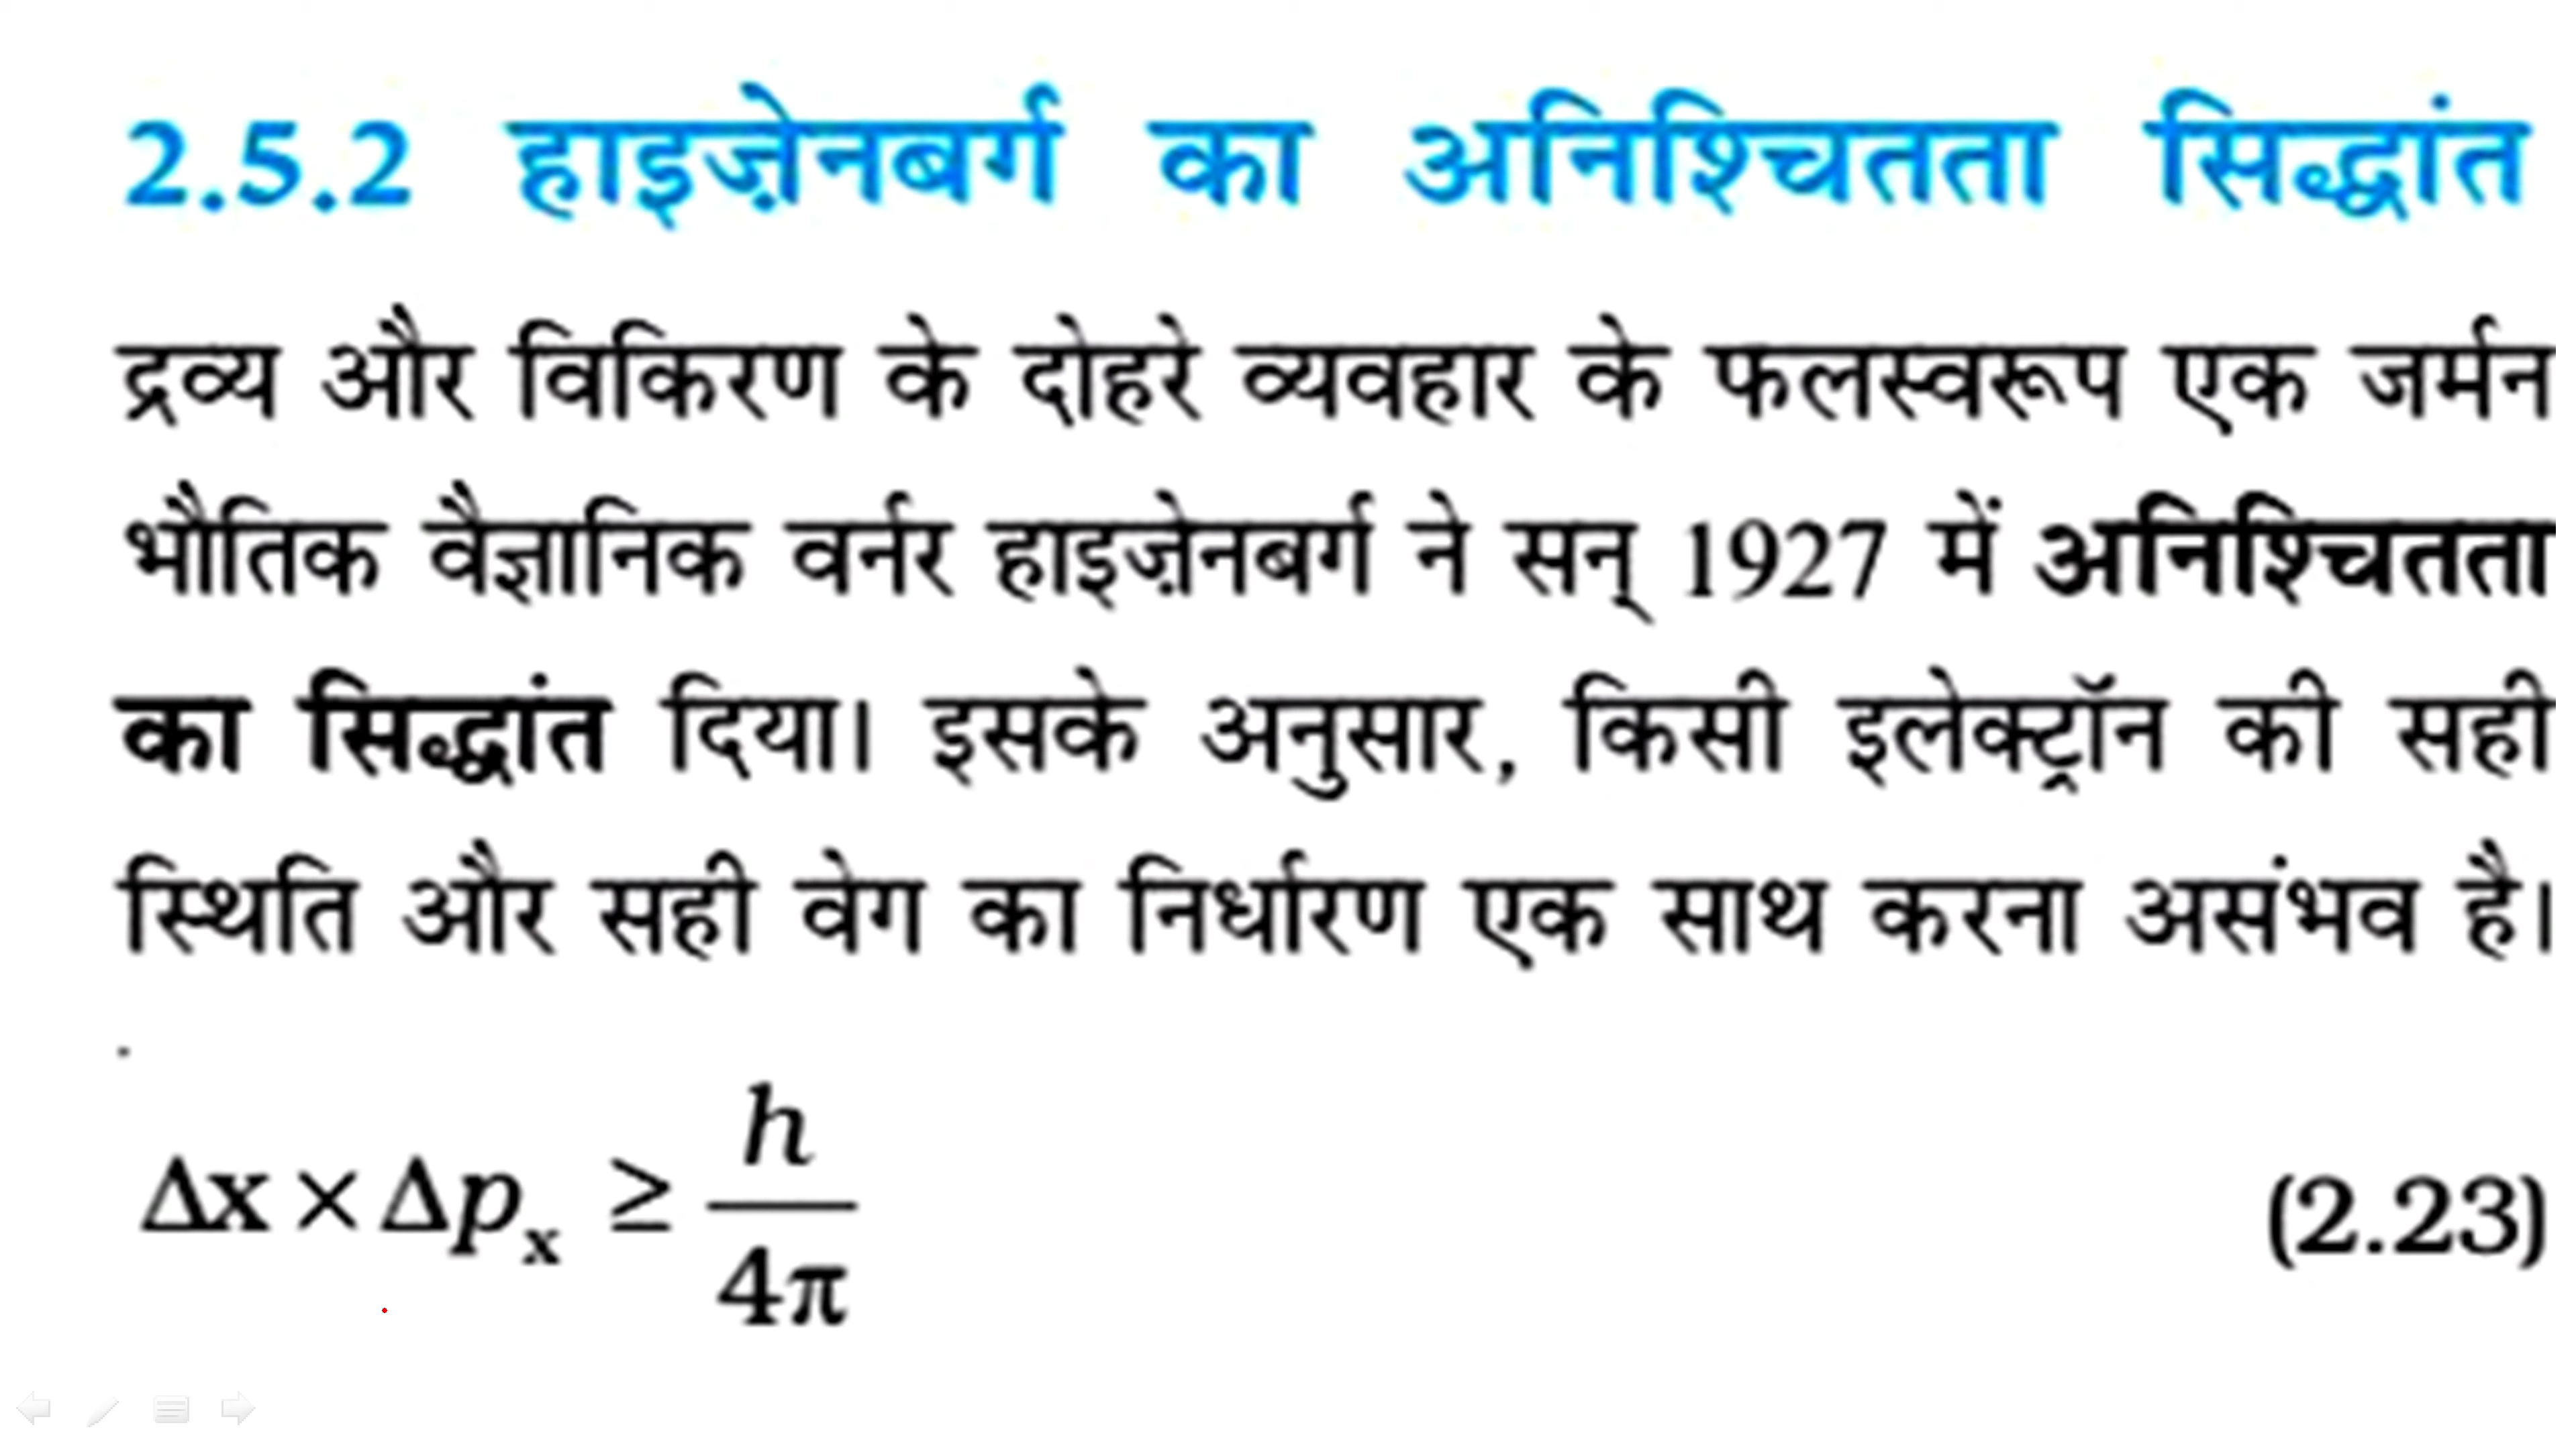 2.5.2 हाइज़ेनबर्ग का अनिश्चितता सिद्धांत
द्रव्य और विकिरण के दोहरे व्यवहार के फलस्वरूप एक जर्मन
भौतिक वैज्ञानिक वर्नर हाइज़ेनबर्ग ने सन् 1927 में अनिश्चितता
का सिद्धांत दिया। इसके अनुसार, किसी इलेक्ट्रॉन की सही
स्थिति और सही वेग का निर्धारण एक साथ करना असंभव है।
Δx × Δpₓ ≥ h/4π (2.23)